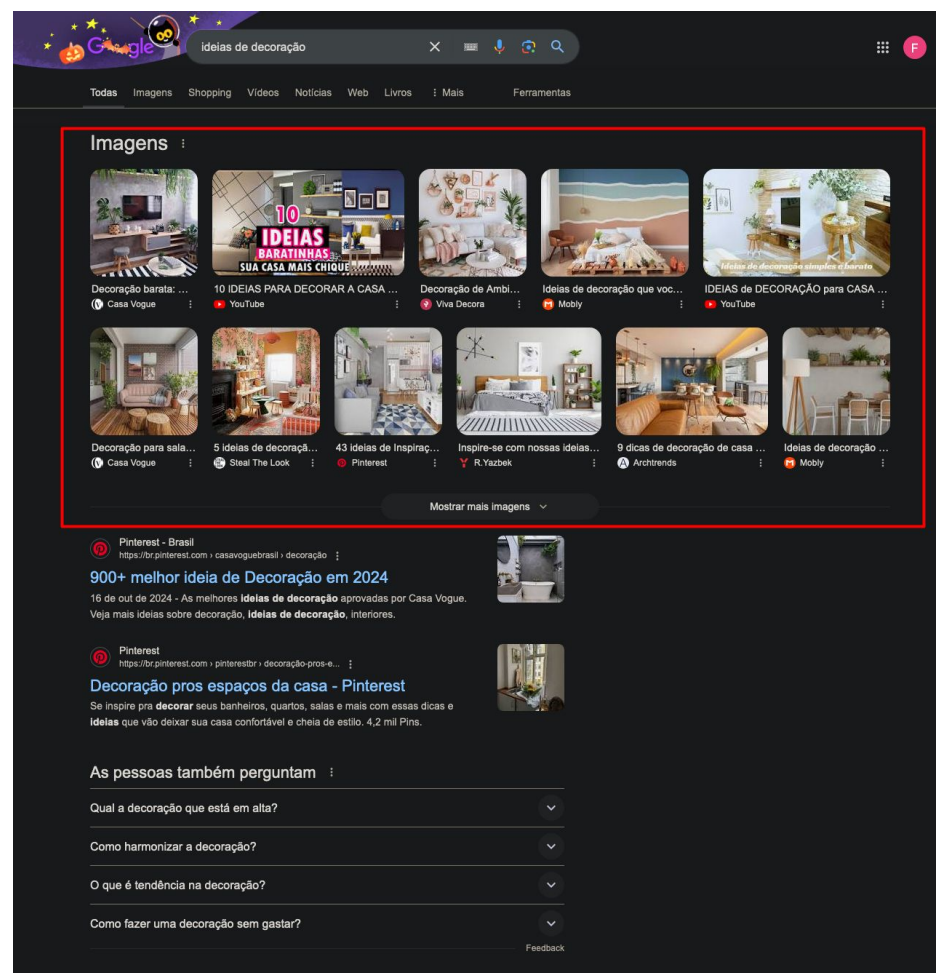 Google
ideias de decoração
F
Todas Imagens Shopping Vídeos Notícias Web Livros Mais Ferramentas
Imagens
10
IDEIAS
BARATINHAS
SUA CASA MAIS CHIQUE
Ideias de decoração simples e barata
Decoração barata: ...
Casa Vogue
10 IDEIAS PARA DECORAR A CASA ...
YouTube
Decoração de Ambi...
Viva Decora
Ideias de decoração que voc...
Mobly
IDEIAS de DECORAÇÃO para CASA ...
YouTube
Decoração para sala...
Casa Vogue
5 ideias de decoraçã...
Steal The Look
43 ideias de Inspiraç...
Pinterest
Inspire-se com nossas ideias...
R.Yazbek
9 dicas de decoração de casa ...
Archtrends
Ideias de decoração ...
Mobly
Mostrar mais imagens
Pinterest - Brasil
https://br.pinterest.com › casavoguebrasil › decoração
900+ melhor ideia de Decoração em 2024
16 de out de 2024 - As melhores ideias de decoração aprovadas por Casa Vogue.
Veja mais ideias sobre decoração, ideias de decoração, interiores.
Pinterest
https://br.pinterest.com › pinterestbr › decoração-pros-e...
Decoração pros espaços da casa - Pinterest
Se inspire pra decorar seus banheiros, quartos, salas e mais com essas dicas e
ideias que vão deixar sua casa confortável e cheia de estilo. 4,2 mil Pins.
As pessoas também perguntam
Qual a decoração que está em alta?
Como harmonizar a decoração?
O que é tendência na decoração?
Como fazer uma decoração sem gastar?
Feedback